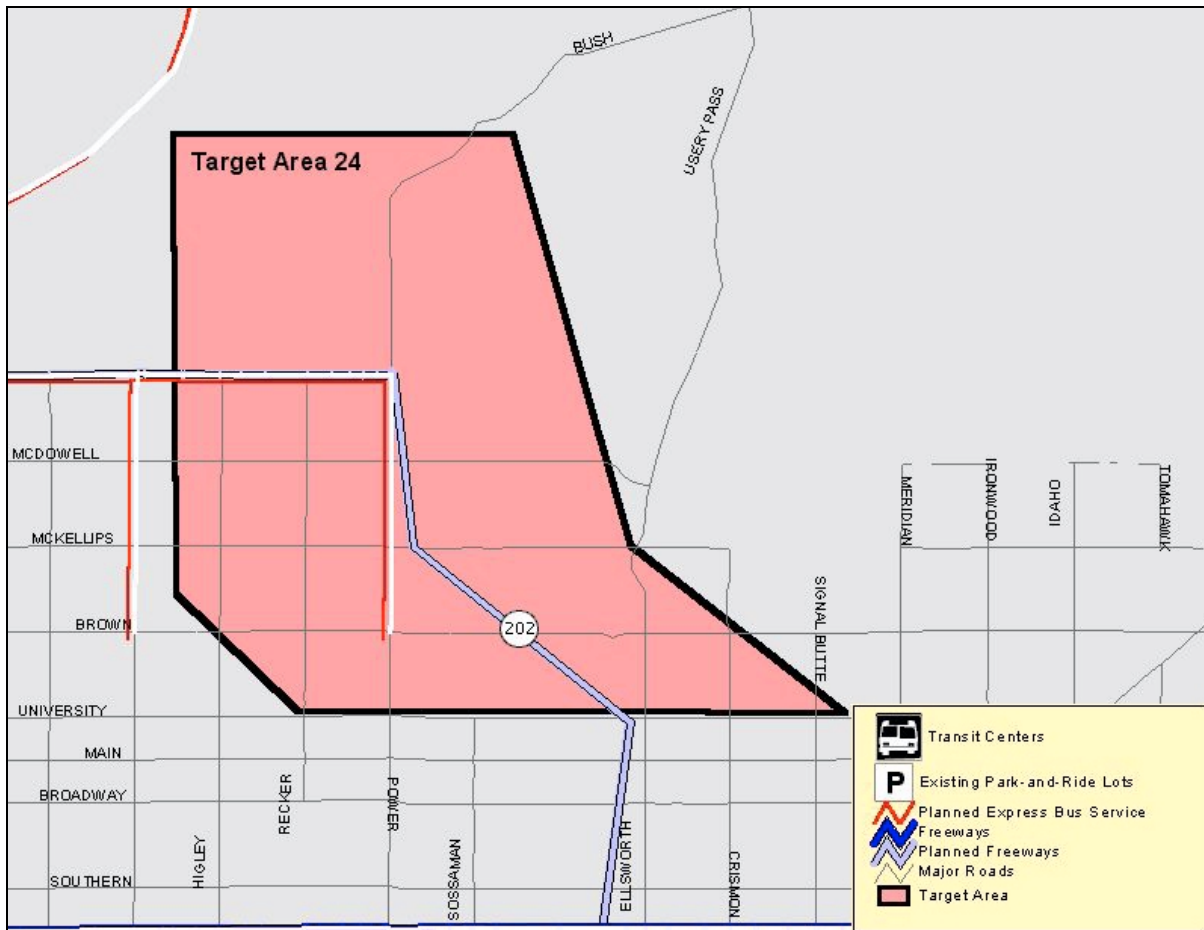 BUSH
USERY PASS
Target Area 24
MCDOWELL
MERIDIAN
IRONWOOD
IDAHO
TOMAHAWK
MCKELLIPS
SIGNAL BUTTE
BROWN
202
UNIVERSITY
MAIN
BROADWAY
SOUTHERN
HIGLEY
RECKER
POWER
SOSSAMAN
ELLSWORTH
CRISMON
Transit Centers
P Existing Park-and-Ride Lots
Planned Express Bus Service
Freeways
Planned Freeways
Major Roads
Target Area